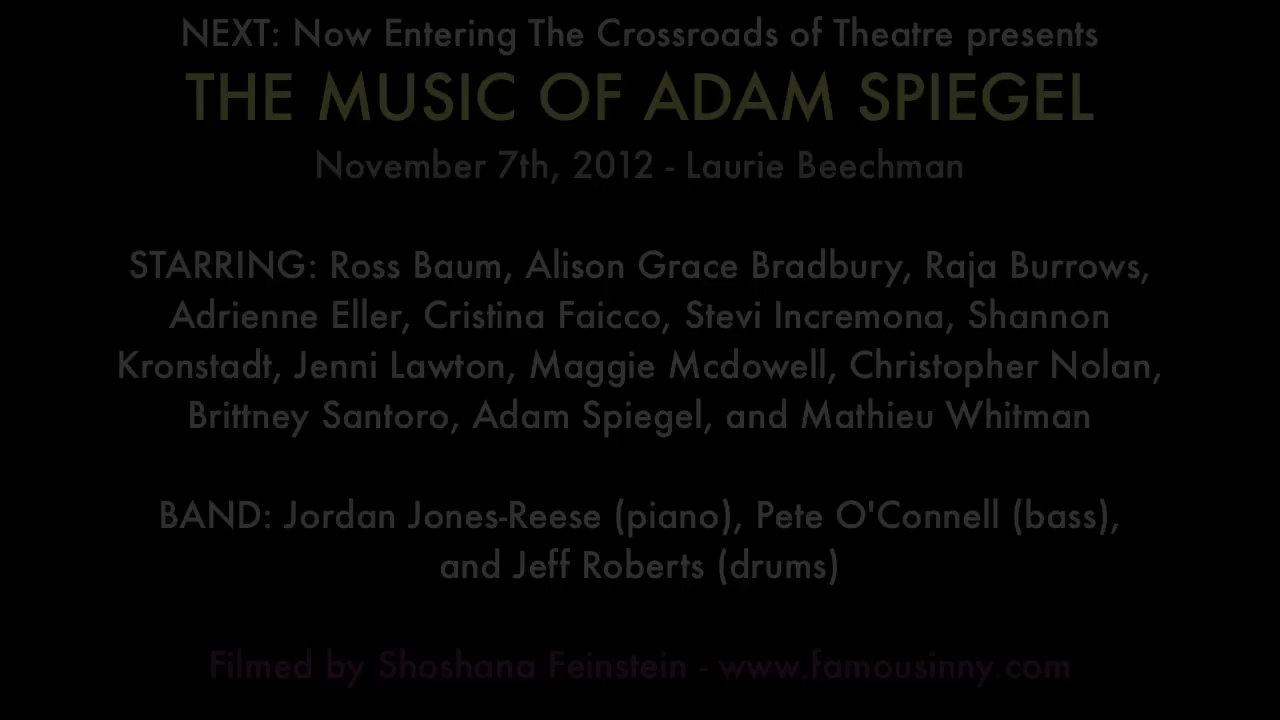 NEXT: Now Entering The Crossroads of Theatre presents
THE MUSIC OF ADAM SPIEGEL
November 7th, 2012 - Laurie Beechman
STARRING: Ross Baum, Alison Grace Bradbury, Raja Burrows,
Adrienne Eller, Cristina Faicco, Stevi Incremona, Shannon
Kronstadt, Jenni Lawton, Maggie Mcdowell, Christopher Nolan,
Brittney Santoro, Adam Spiegel, and Mathieu Whitman
BAND: Jordan Jones-Reese (piano), Pete O'Connell (bass),
and Jeff Roberts (drums)
Filmed by Shoshana Feinstein - www.famousinny.com